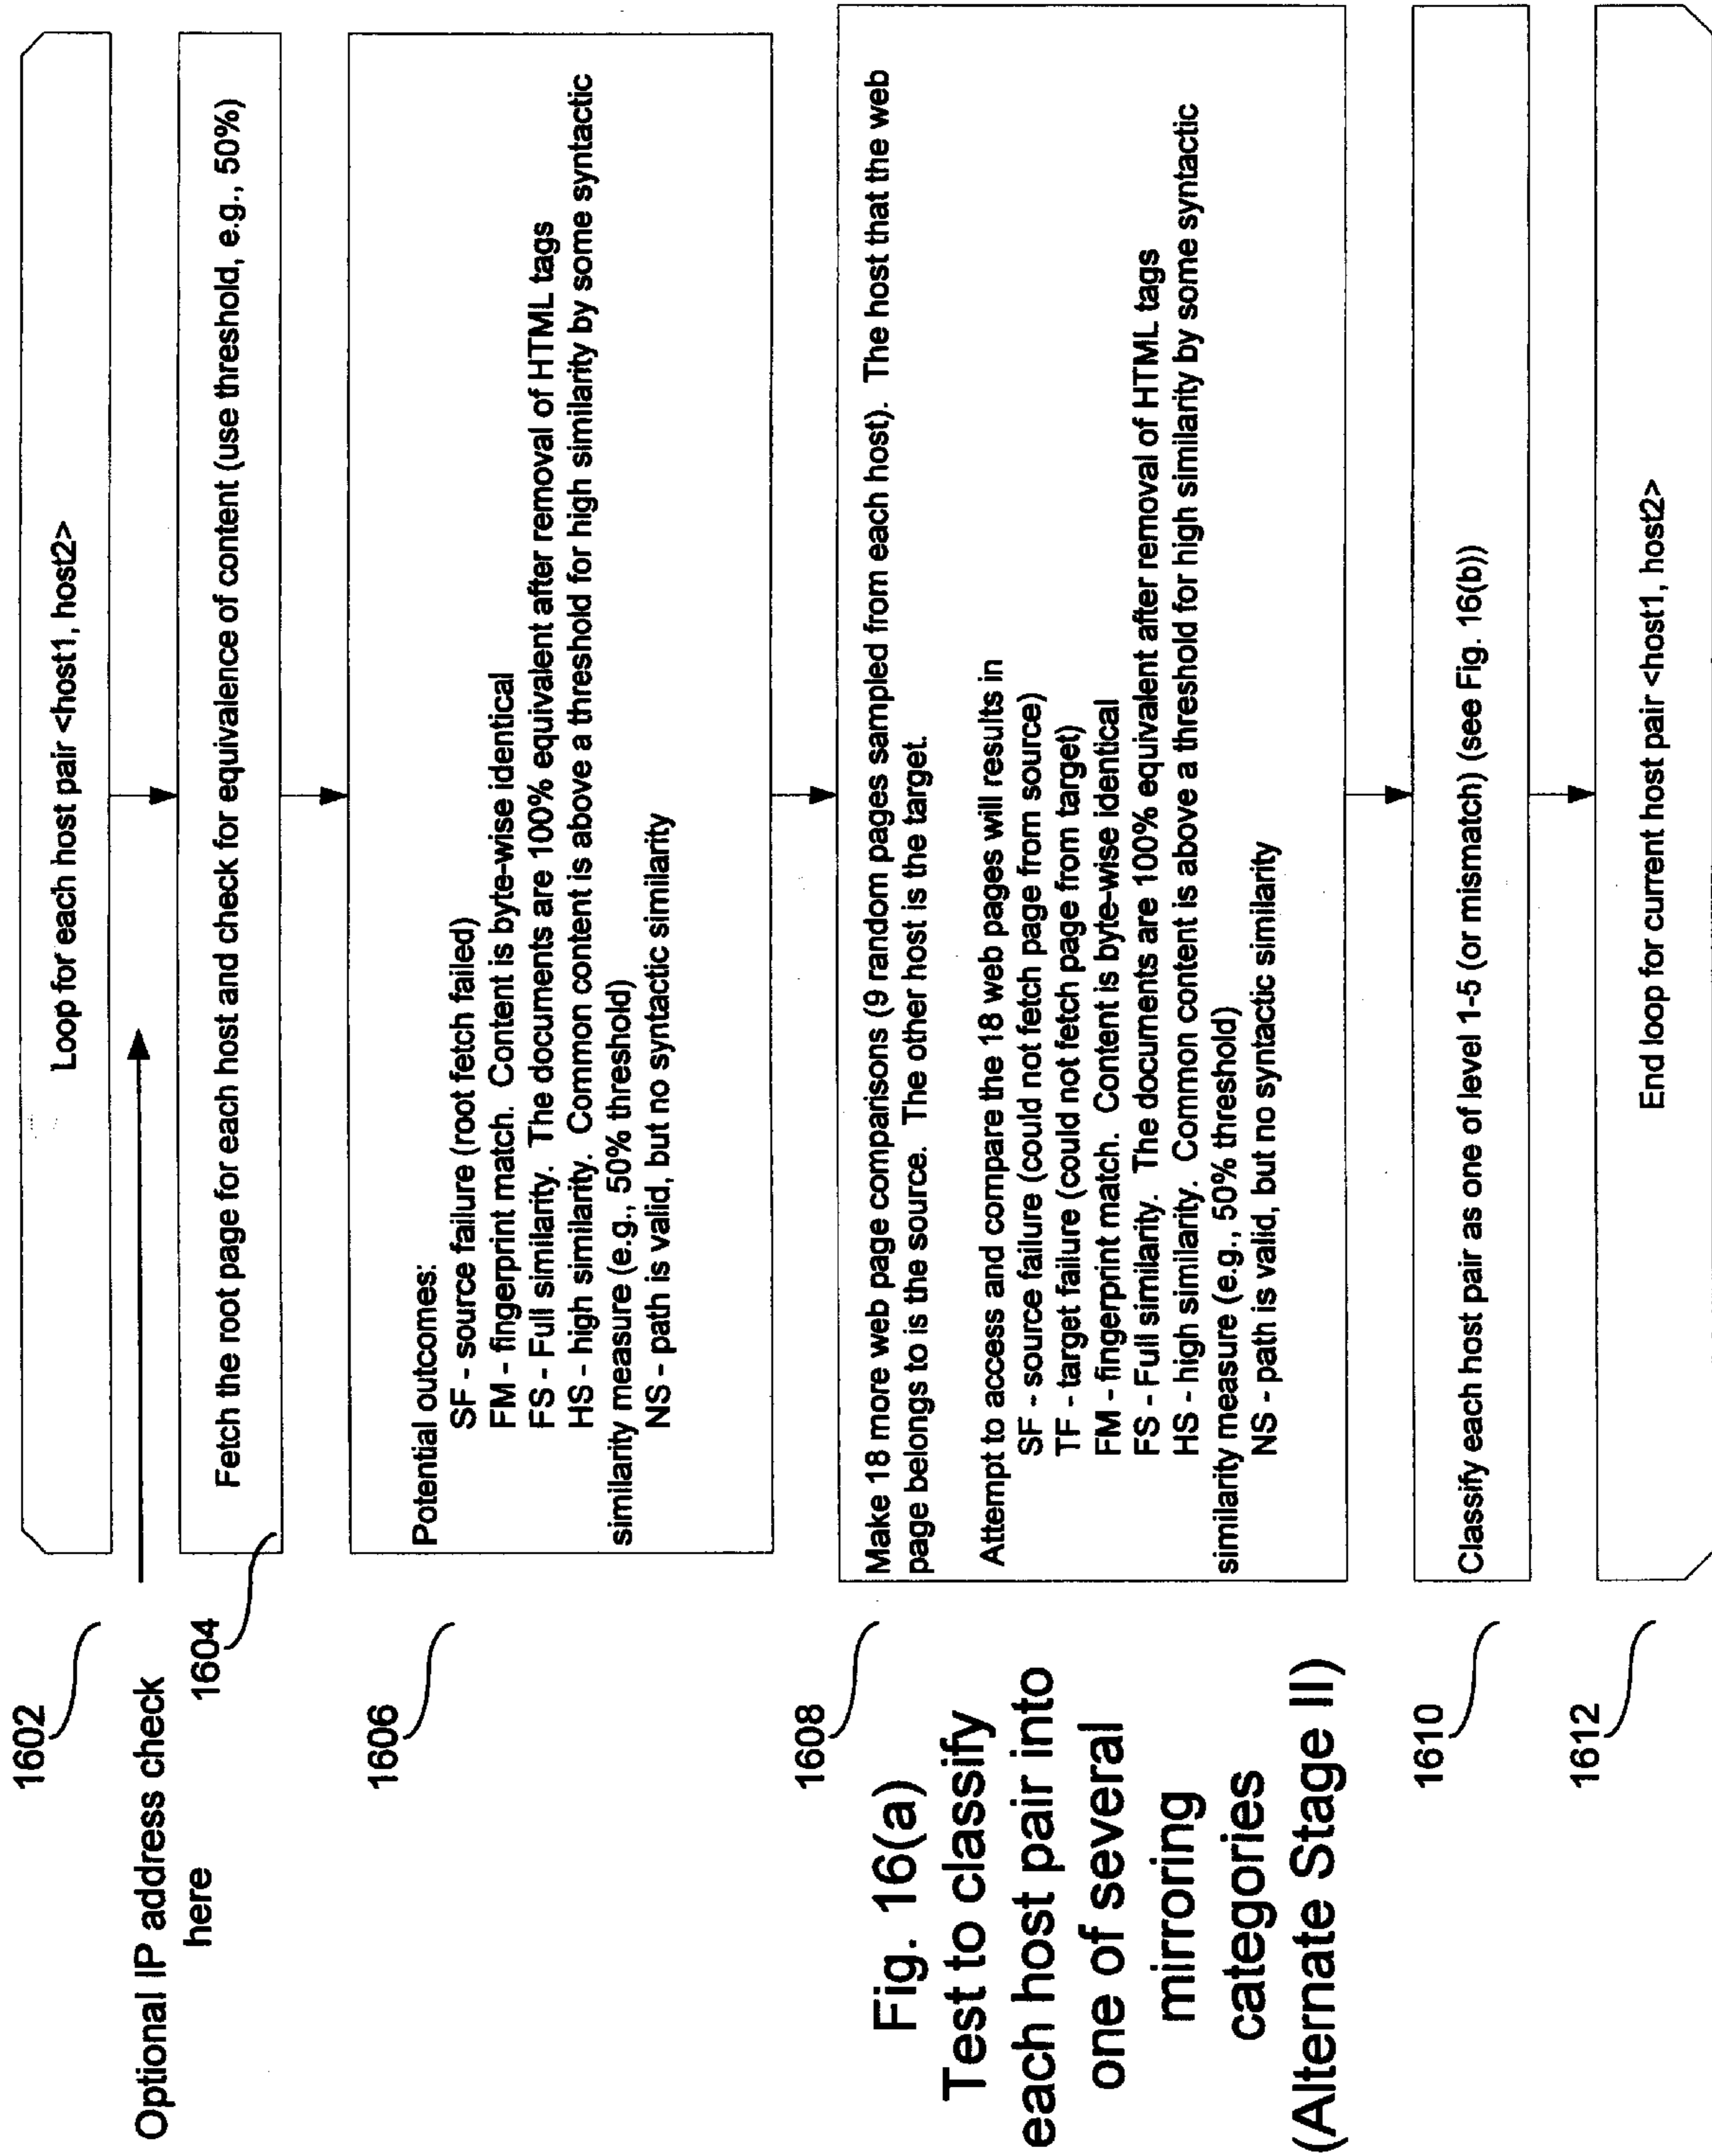 1602
Loop for each host pair <host1, host2>
Optional IP address check
here
1604
Fetch the root page for each host and check for equivalence of content (use threshold, e.g., 50%)
1606
Potential outcomes:
SF - source failure (root fetch failed)
FM - fingerprint match. Content is byte-wise identical
FS - Full similarity. The documents are 100% equivalent after removal of HTML tags
HS - high similarity. Common content is above a threshold for high similarity by some syntactic
similarity measure (e.g., 50% threshold)
NS - path is valid, but no syntactic similarity
1608
Make 18 more web page comparisons (9 random pages sampled from each host). The host that the web
page belongs to is the source. The other host is the target.
Attempt to access and compare the 18 web pages will results in
SF - source failure (could not fetch page from source)
TF - target failure (could not fetch page from target)
FM - fingerprint match. Content is byte-wise identical
FS - Full similarity. The documents are 100% equivalent after removal of HTML tags
HS - high similarity. Common content is above a threshold for high similarity by some syntactic
similarity measure (e.g., 50% threshold)
NS - path is valid, but no syntactic similarity
1610
Classify each host pair as one of level 1-5 (or mismatch) (see Fig. 16(b))
1612
End loop for current host pair <host1, host2>
Fig. 16(a)
Test to classify
each host pair into
one of several
mirroring
categories
(Alternate Stage II)